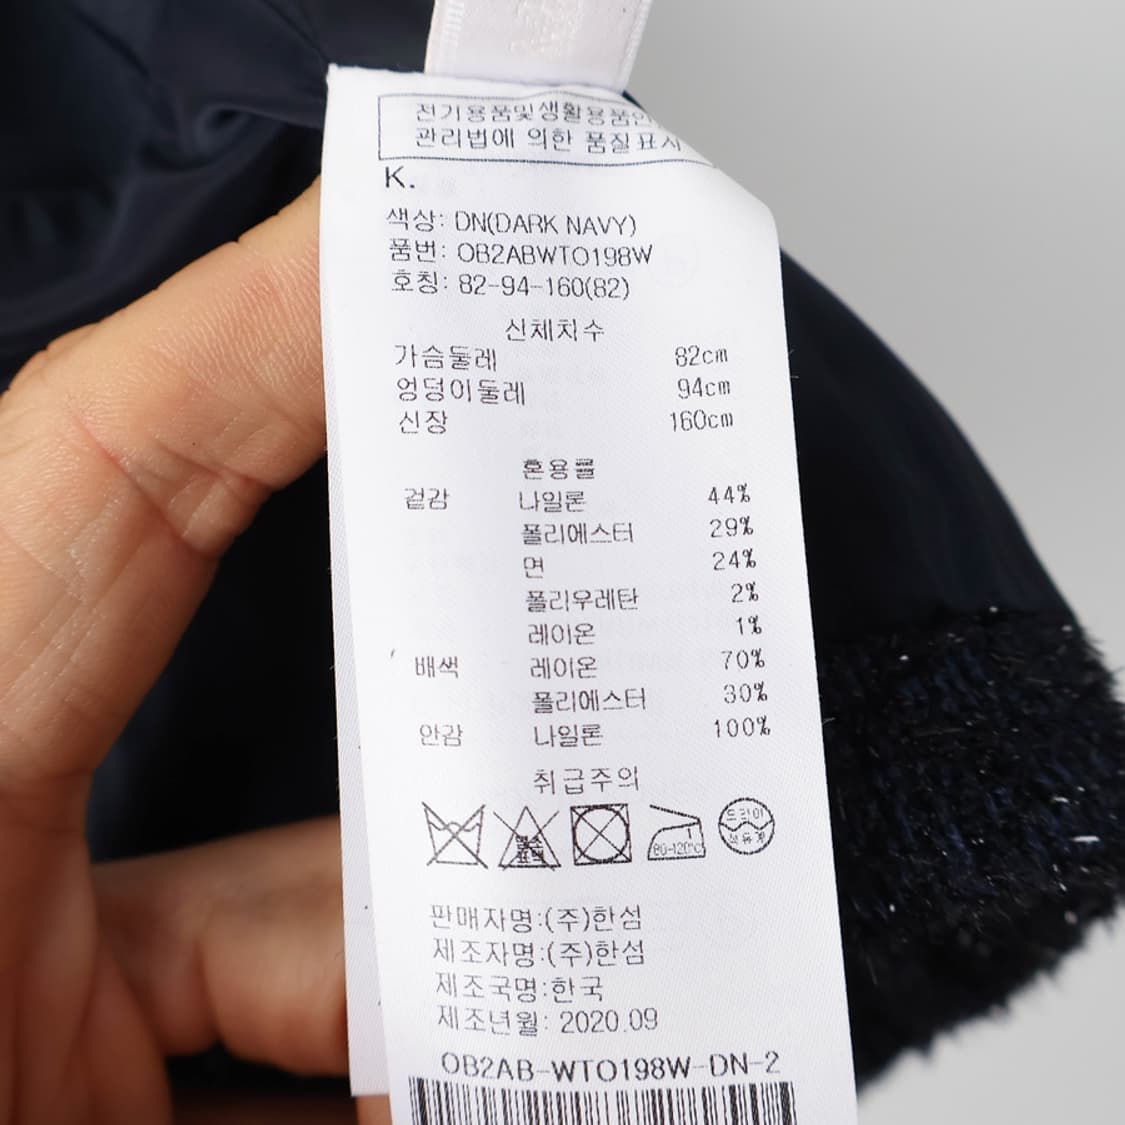 전기용품및생활용품안
관리법에 의한 품질표시
K.
색상: DN(DARK NAVY)
품번: OB2ABWTO198W
호칭: 82-94-160(82)
신체치수
가슴둘레 82cm
엉덩이둘레 94cm
신장 160cm
혼용률
겉감 나일론 44%
폴리에스터 29%
면 24%
폴리우레탄 2%
레이온 1%
배색 레이온 70%
폴리에스터 30%
안감 나일론 100%
취급주의
염소 표백 80-120℃ 드라이 석유계
판매자명:(주)한섬
제조자명:(주)한섬
제조국명:한국
제조년월: 2020.09
OB2AB-WTO198W-DN-2